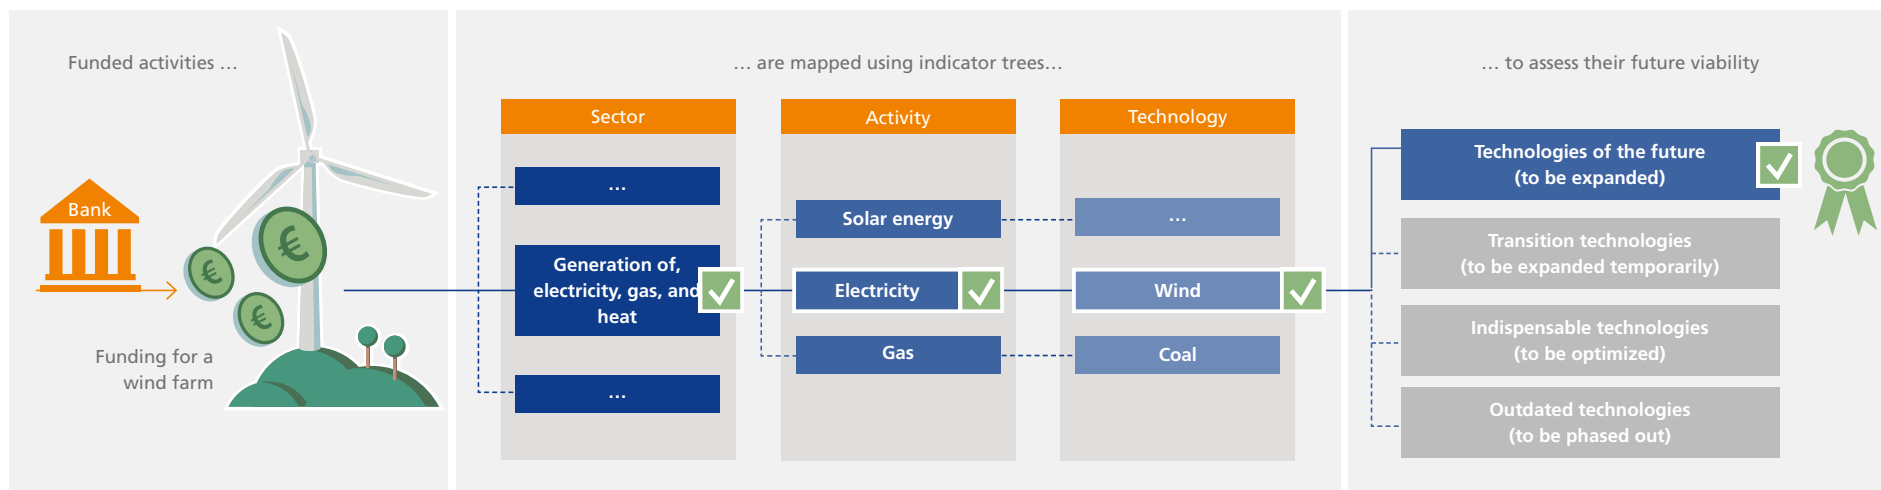 Funded activities …
Bank
€
€
€
Funding for a
wind farm
… are mapped using indicator trees…
Sector
…
Generation of,
electricity, gas, and
heat
…
Activity
Solar energy
Electricity
Gas
Technology
…
Wind
Coal
… to assess their future viability
Technologies of the future
(to be expanded)
Transition technologies
(to be expanded temporarily)
Indispensable technologies
(to be optimized)
Outdated technologies
(to be phased out)